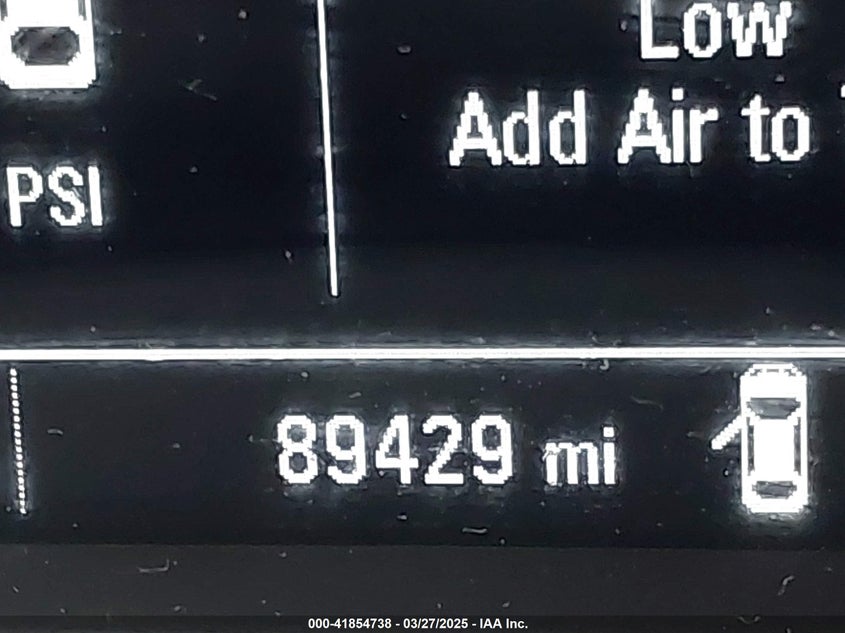 Low
Add Air to
PSI
89429 mi
000-41854738 - 03/27/2025 - IAA Inc.